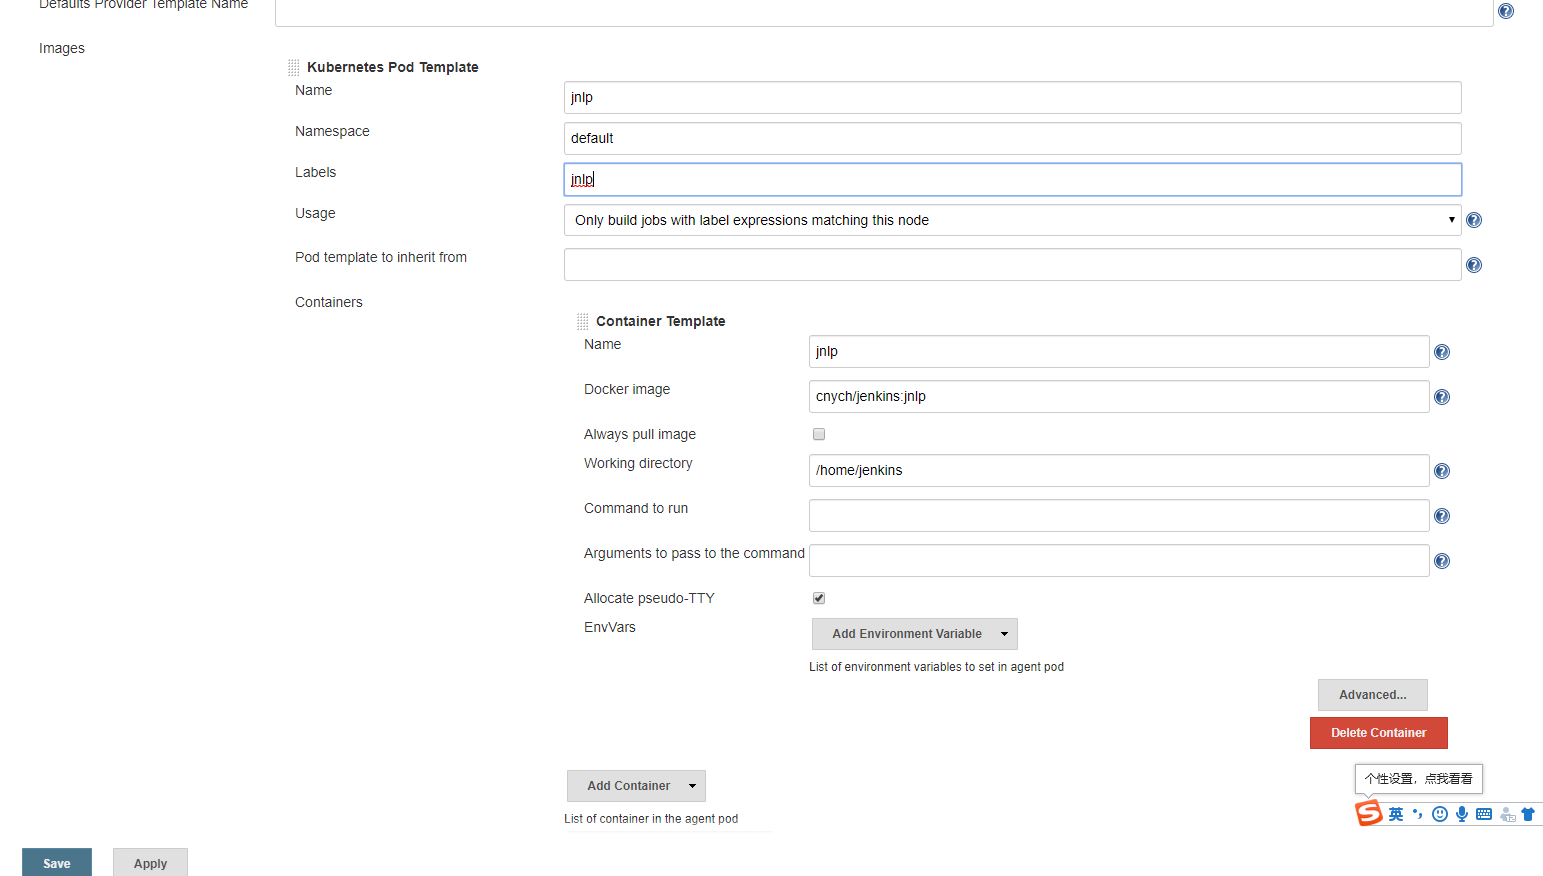 Defaults Provider Template Name
Images
Kubernetes Pod Template
Name
jnlp
Namespace
default
Labels
jnlp
Usage
Only build jobs with label expressions matching this node
Pod template to inherit from
Containers
Container Template
Name
jnlp
Docker image
cnych/jenkins:jnlp
Always pull image
Working directory
/home/jenkins
Command to run
Arguments to pass to the command
Allocate pseudo-TTY
EnvVars
Add Environment Variable
List of environment variables to set in agent pod
Advanced...
Delete Container
Add Container
List of container in the agent pod
个性设置，点我看看
S 英
Save
Apply